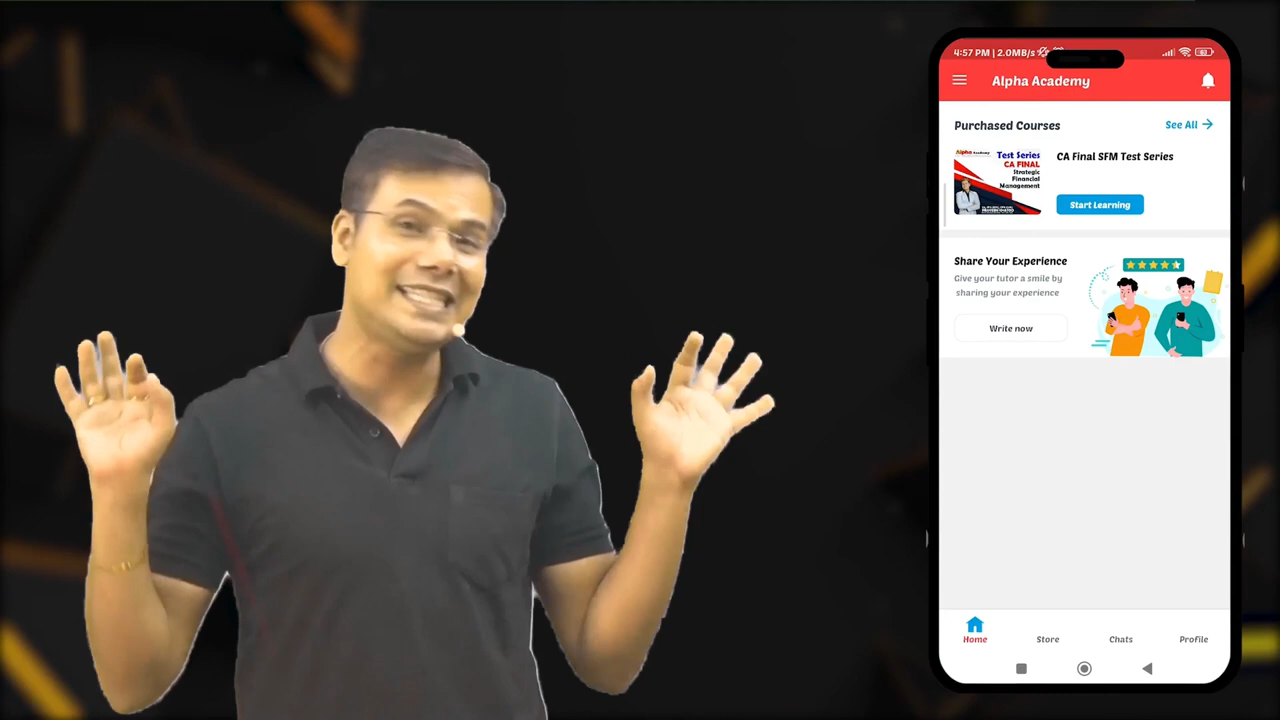 4:57 PM | 2.0MB/s
Alpha Academy
Purchased Courses
See All
Alpha Academy
Test Series
CA FINAL
Strategic
Financial
Management
CA Final SFM Test Series
Start Learning
Share Your Experience
Give your tutor a smile by
sharing your experience
Write now
Home
Store
Chats
Profile